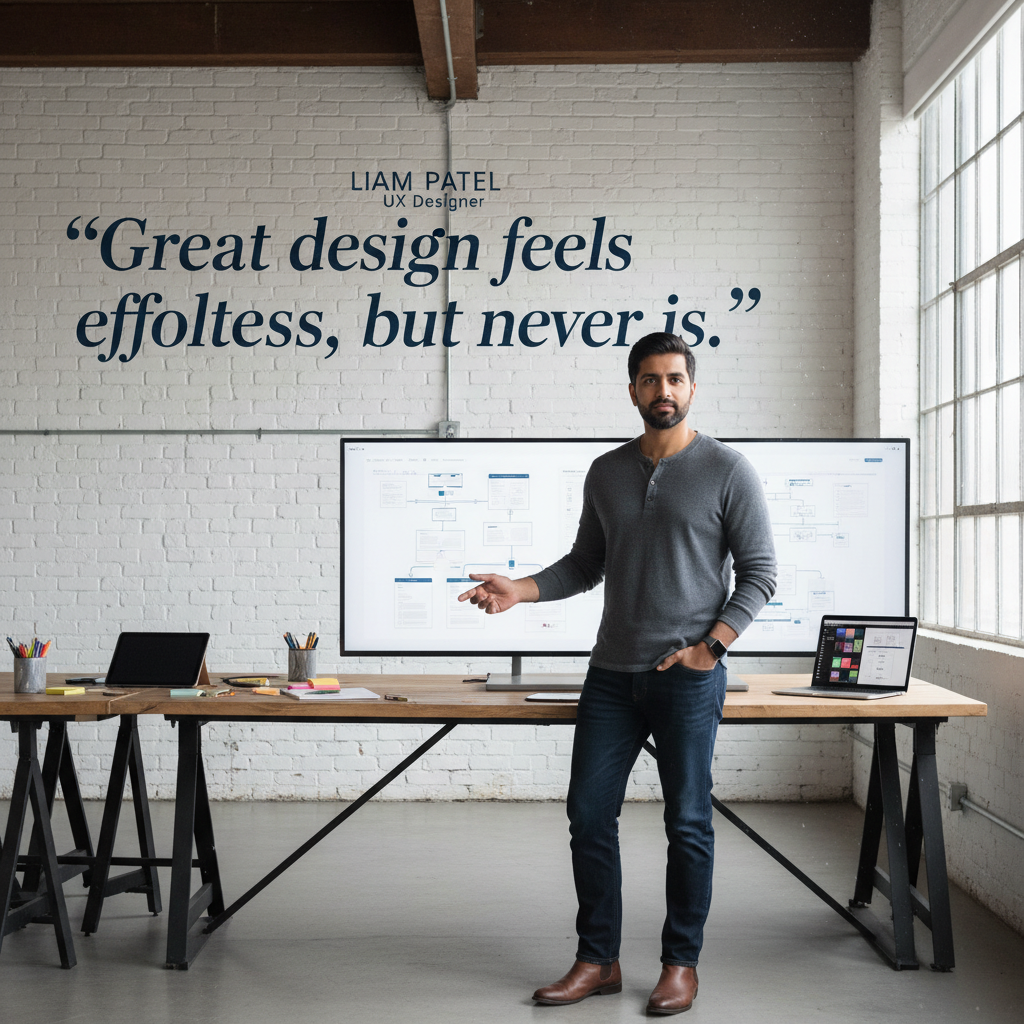 LIAM PATEL
UX Designer
“Great design feels
effoltess, but never is.”